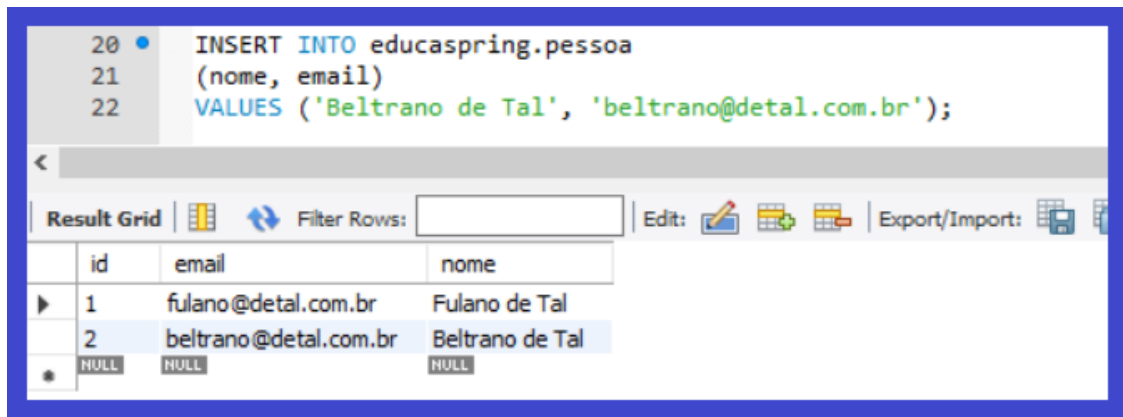 20 INSERT INTO educaspring.pessoa
21 (nome, email)
22 VALUES ('Beltrano de Tal', 'beltrano@detal.com.br');
Result Grid Filter Rows: Edit: Export/Import:
id email nome
1 fulano@detal.com.br Fulano de Tal
2 beltrano@detal.com.br Beltrano de Tal
NULL NULL NULL